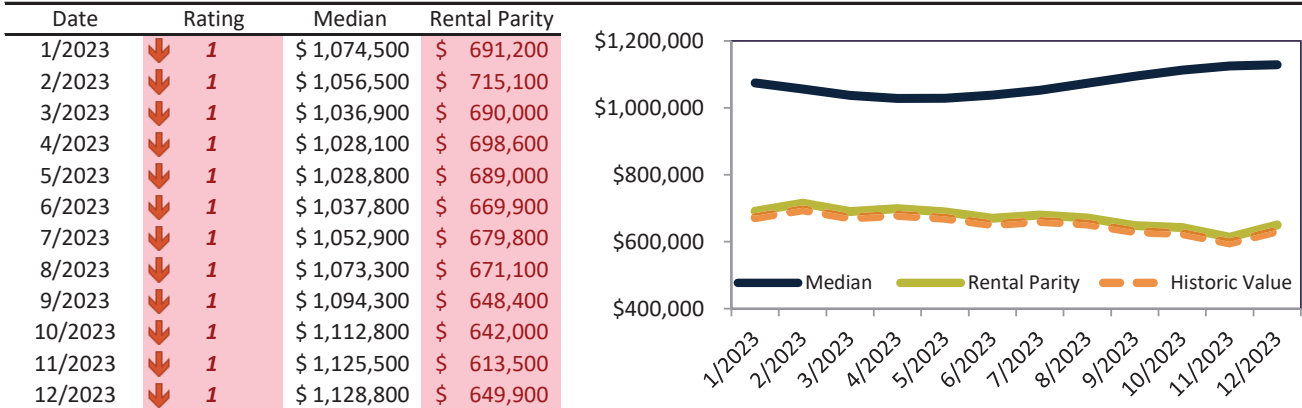 Date Rating Median Rental Parity
1/2023 1 $ 1,074,500 $ 691,200
2/2023 1 $ 1,056,500 $ 715,100
3/2023 1 $ 1,036,900 $ 690,000
4/2023 1 $ 1,028,100 $ 698,600
5/2023 1 $ 1,028,800 $ 689,000
6/2023 1 $ 1,037,800 $ 669,900
7/2023 1 $ 1,052,900 $ 679,800
8/2023 1 $ 1,073,300 $ 671,100
9/2023 1 $ 1,094,300 $ 648,400
10/2023 1 $ 1,112,800 $ 642,000
11/2023 1 $ 1,125,500 $ 613,500
12/2023 1 $ 1,128,800 $ 649,900
$1,200,000
$1,000,000
$800,000
$600,000
$400,000
Median Rental Parity Historic Value
1/2023 2/2023 3/2023 4/2023 5/2023 6/2023 7/2023 8/2023 9/2023 10/2023 11/2023 12/2023